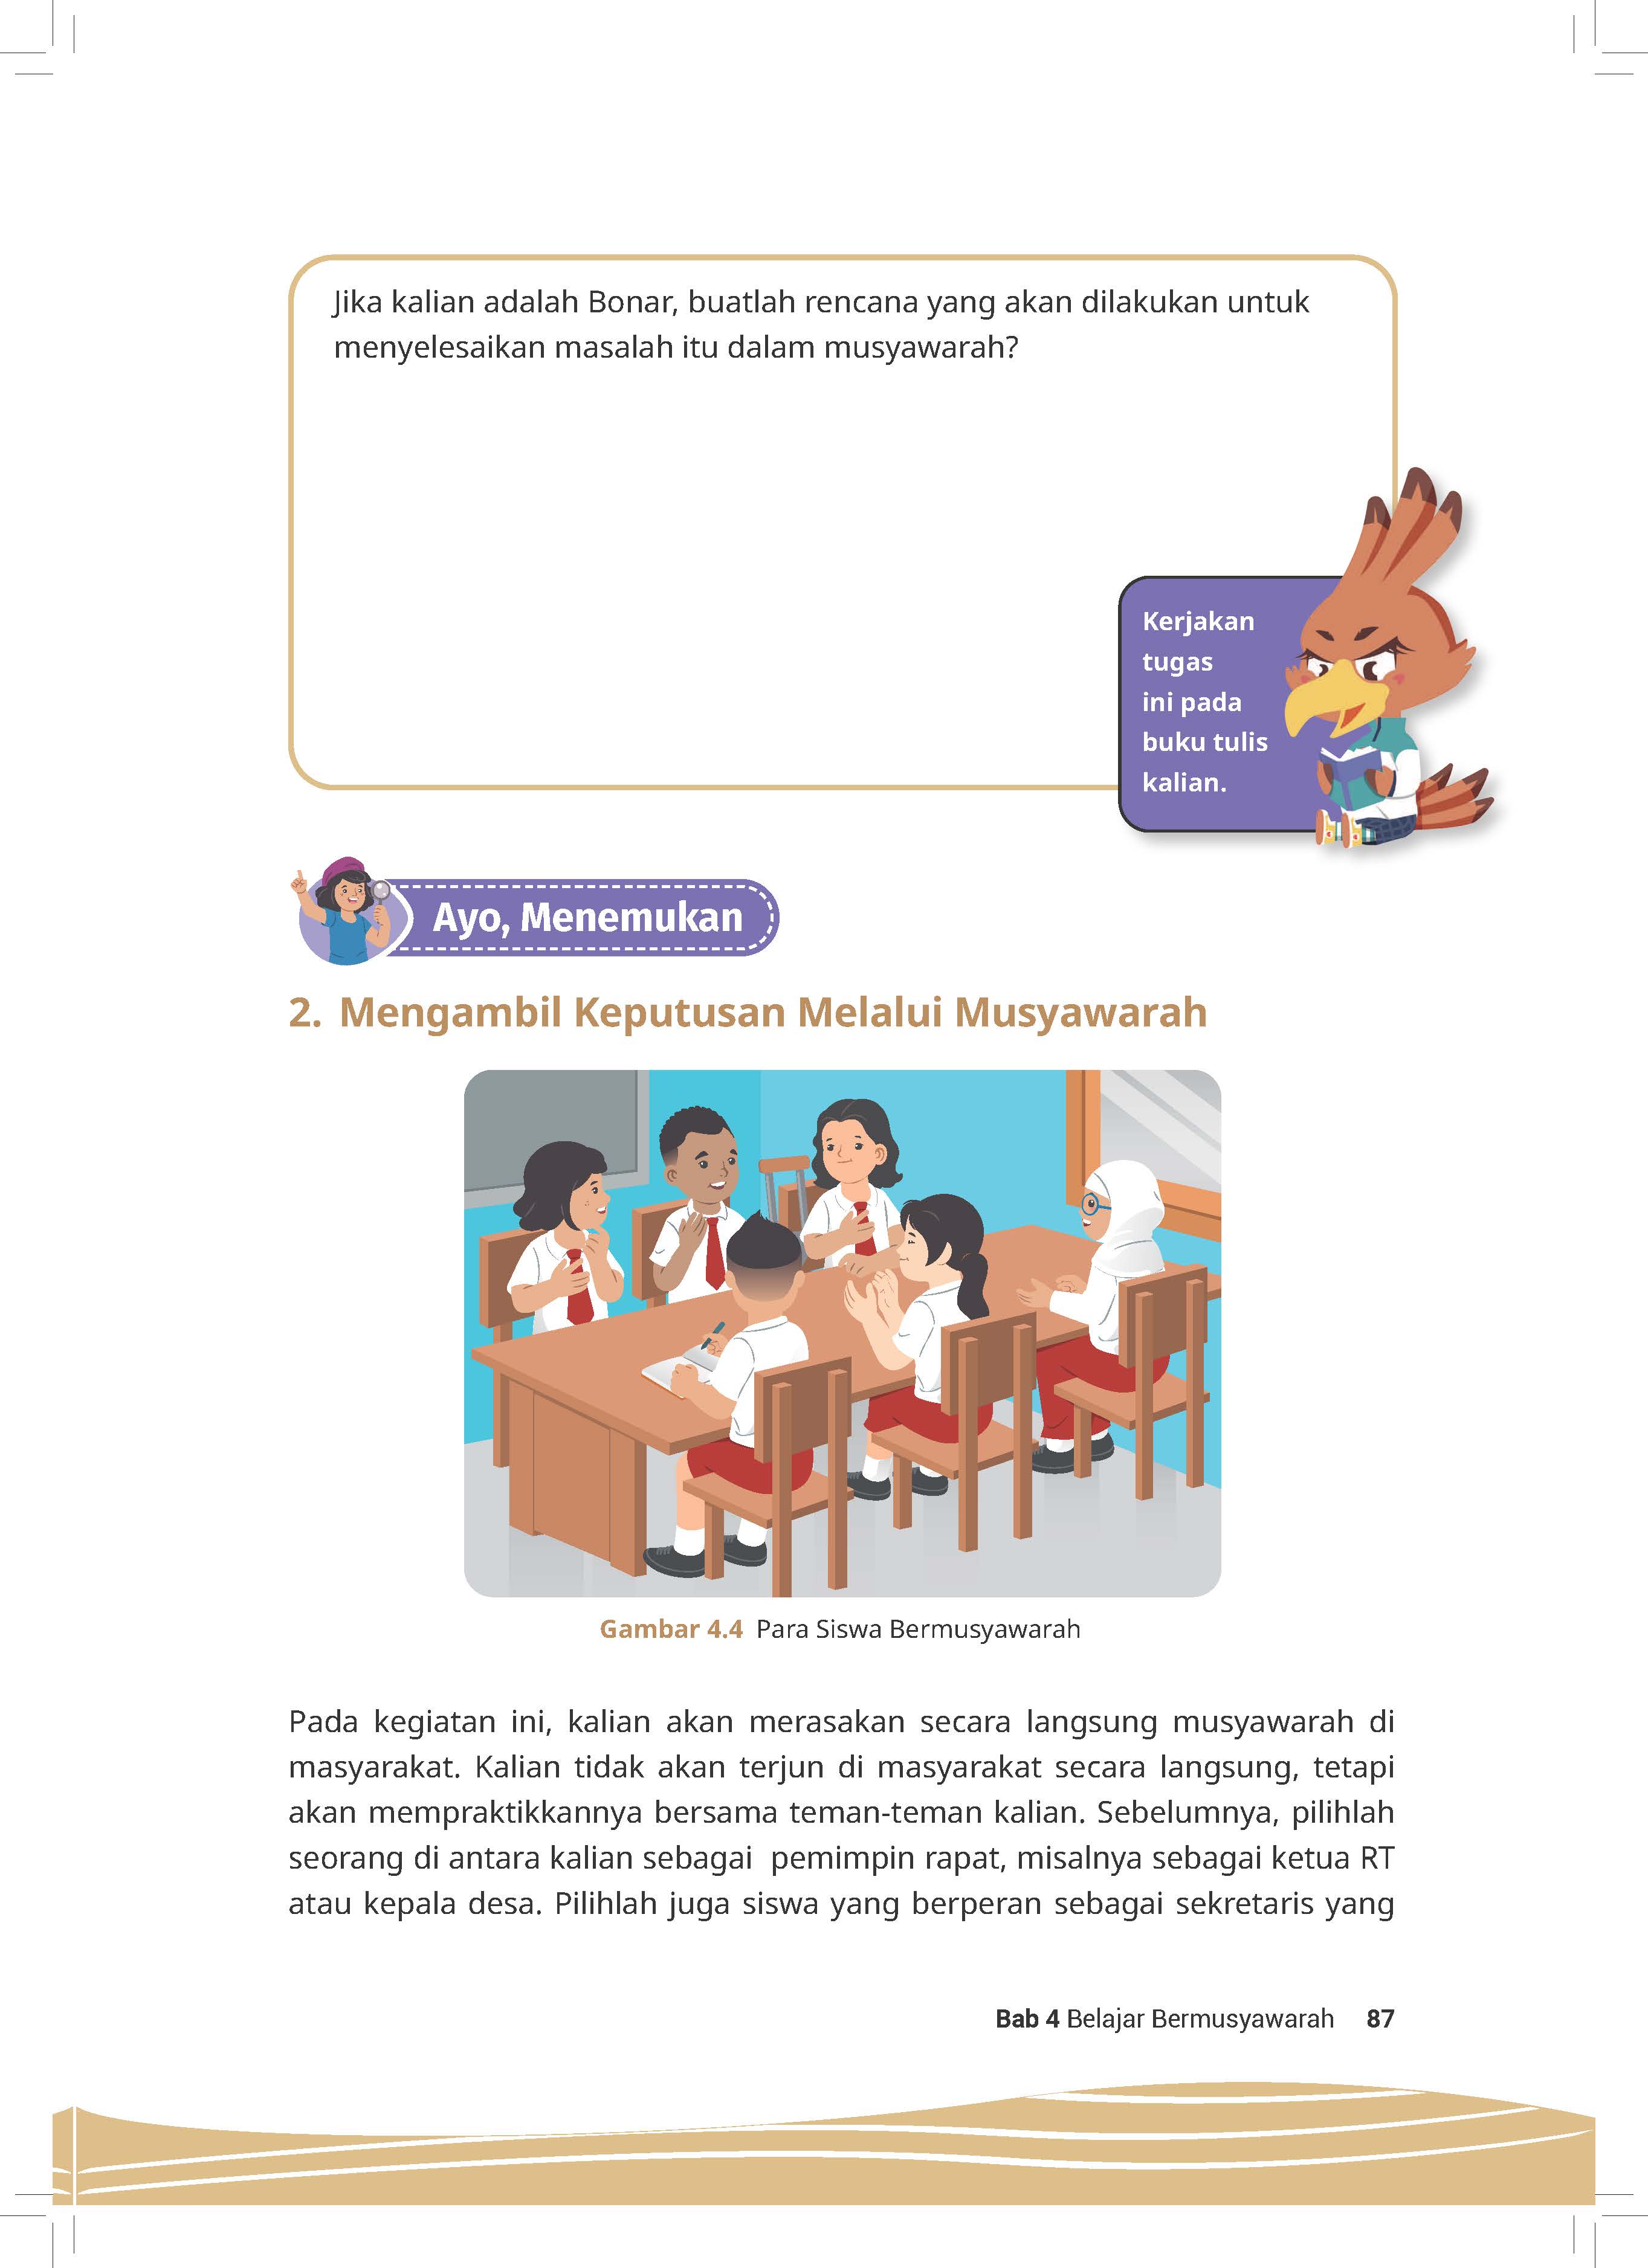 Jika kalian adalah Bonar, buatlah rencana yang akan dilakukan untuk
menyelesaikan masalah itu dalam musyawarah?
Kerjakan
tugas
ini pada
buku tulis
kalian.
Ayo, Menemukan
2. Mengambil Keputusan Melalui Musyawarah
Gambar 4.4 Para Siswa Bermusyawarah
Pada kegiatan ini, kalian akan merasakan secara langsung musyawarah di
masyarakat. Kalian tidak akan terjun di masyarakat secara langsung, tetapi
akan mempraktikkannya bersama teman-teman kalian. Sebelumnya, pilihlah
seorang di antara kalian sebagai pemimpin rapat, misalnya sebagai ketua RT
atau kepala desa. Pilihlah juga siswa yang berperan sebagai sekretaris yang
Bab 4 Belajar Bermusyawarah 87